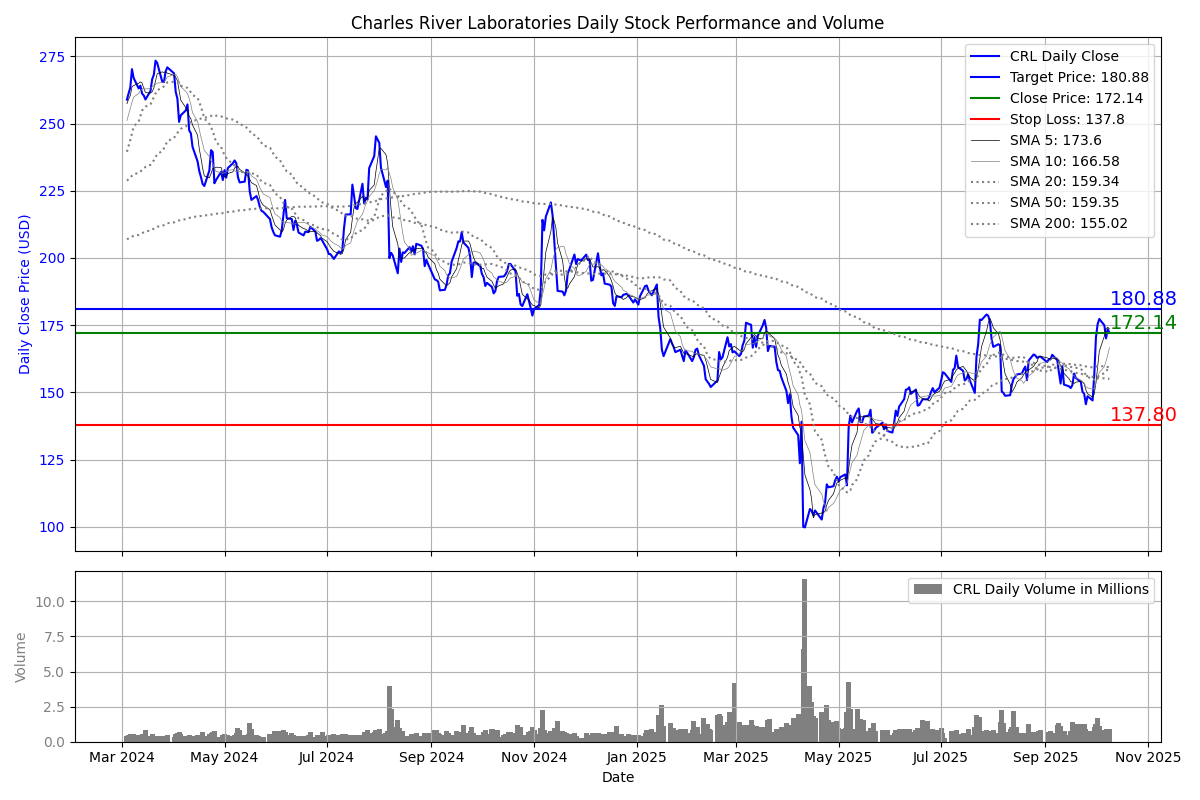 Charles River Laboratories Daily Stock Performance and Volume
CRL Daily Close
Target Price: 180.88
Close Price: 172.14
Stop Loss: 137.8
SMA 5: 173.6
SMA 10: 166.58
SMA 20: 159.34
SMA 50: 159.35
SMA 200: 155.02
Daily Close Price (USD)
275
250
225
200
175
150
125
100
180.88
172.14
137.80
CRL Daily Volume in Millions
Volume
10.0
7.5
5.0
2.5
0.0
Mar 2024 May 2024 Jul 2024 Sep 2024 Nov 2024 Jan 2025 Mar 2025 May 2025 Jul 2025 Sep 2025 Nov 2025
Date